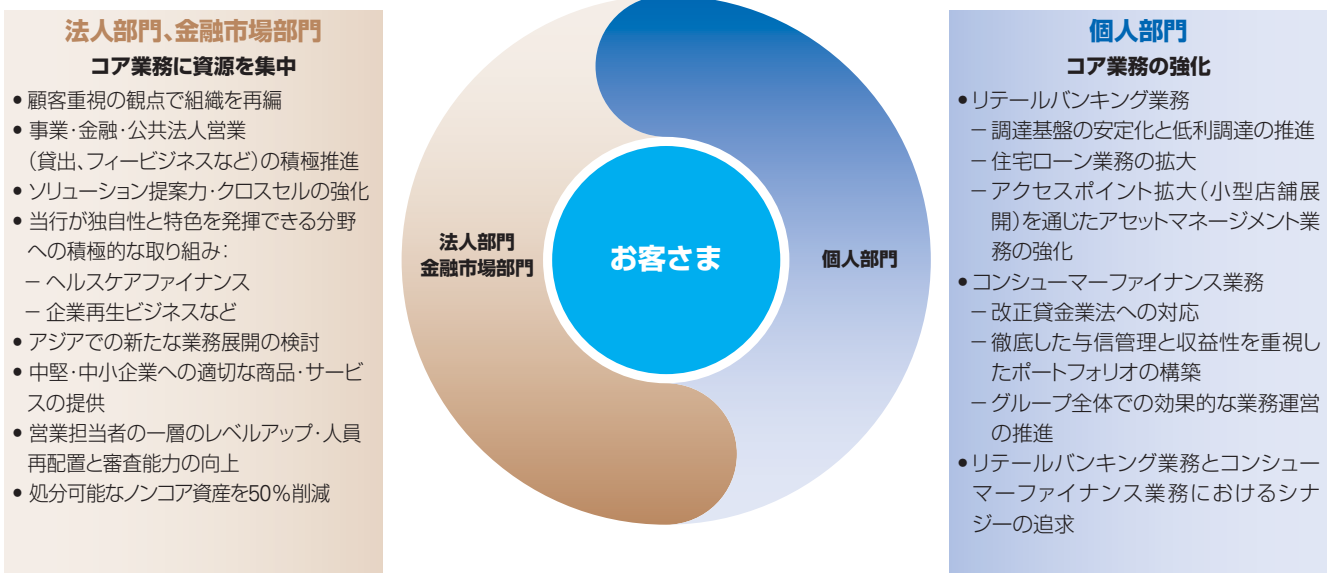 法人部門、金融市場部門
コア業務に資源を集中
• 顧客重視の観点で組織を再編
• 事業・金融・公共法人営業
（貸出、フィービジネスなど）の積極推進
• ソリューション提案力・クロスセルの強化
• 当行が独自性と特色を発揮できる分野
への積極的な取り組み：
− ヘルスケアファイナンス
− 企業再生ビジネスなど
• アジアでの新たな業務展開の検討
• 中堅・中小企業への適切な商品・サービ
スの提供
• 営業担当者の一層のレベルアップ・人員
再配置と審査能力の向上
• 処分可能なノンコア資産を50％削減
法人部門
金融市場部門
お客さま
個人部門
個人部門
コア業務の強化
•リテールバンキング業務
−調達基盤の安定化と低利調達の推進
−住宅ローン業務の拡大
−アクセスポイント拡大（小型店舗展
開）を通じたアセットマネージメント業
務の強化
•コンシューマーファイナンス業務
−改正貸金業法への対応
−徹底した与信管理と収益性を重視し
たポートフォリオの構築
−グループ全体での効果的な業務運営
の推進
•リテールバンキング業務とコンシュー
マーファイナンス業務におけるシナ
ジーの追求